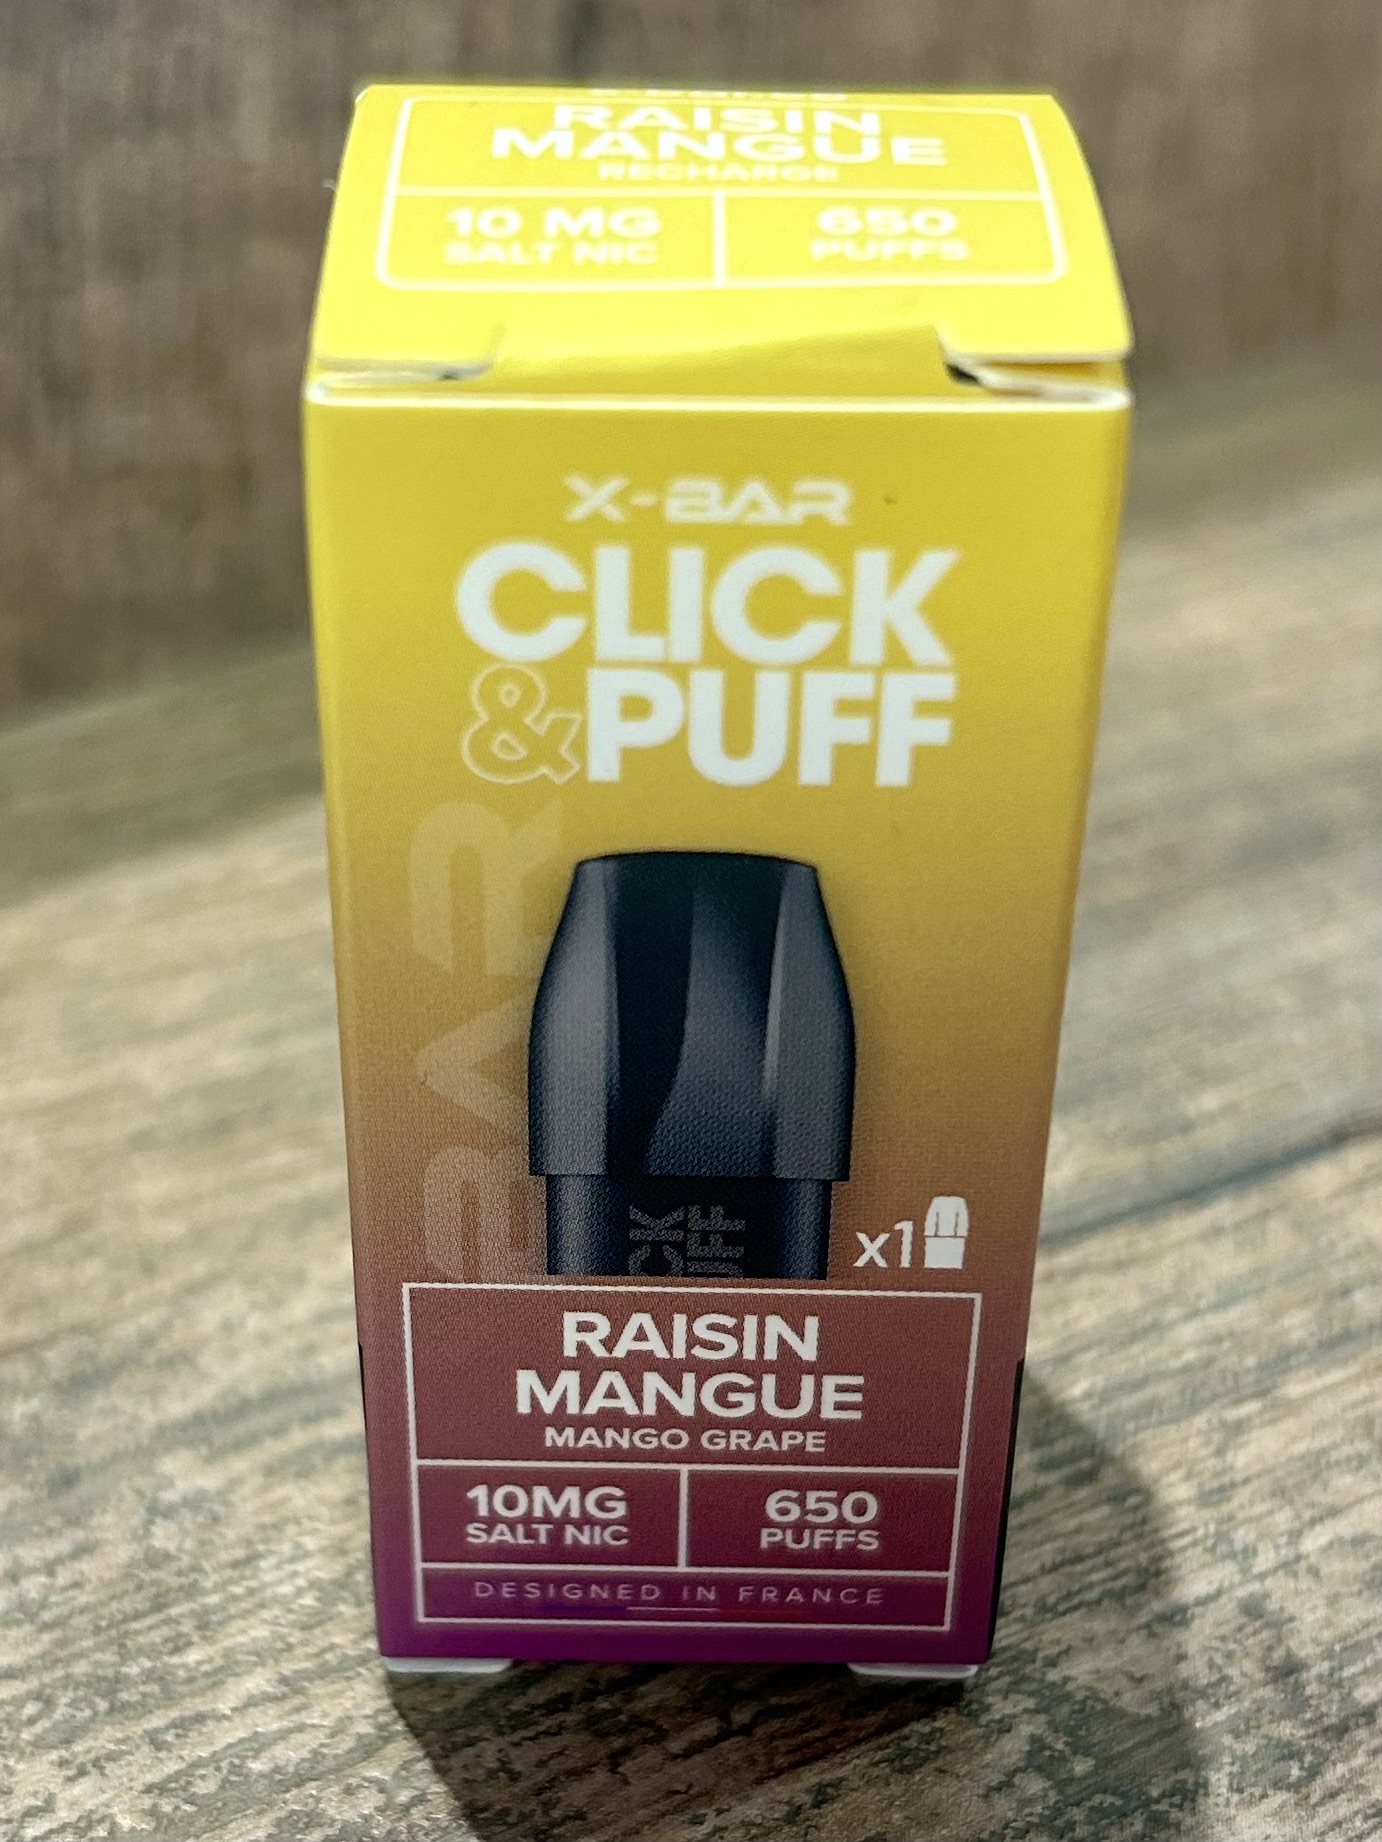 RAISIN
MANGUE
RECHARGE
10 MG
SALT NIC
650
PUFFS
X-BAR
CLICK
&PUFF
BAR
x1
RAISIN
MANGUE
MANGO GRAPE
10MG
SALT NIC
650
PUFFS
DESIGNED IN FRANCE